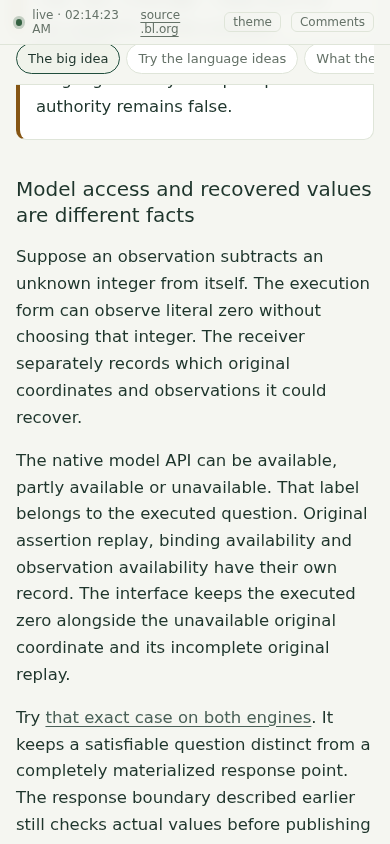 live · 02:14:23 AM
source .bl.org
theme
Comments
The big idea
Try the language ideas
What the
authority remains false.
Model access and recovered values
are different facts
Suppose an observation subtracts an
unknown integer from itself. The execution
form can observe literal zero without
choosing that integer. The receiver
separately records which original
coordinates and observations it could
recover.
The native model API can be available,
partly available or unavailable. That label
belongs to the executed question. Original
assertion replay, binding availability and
observation availability have their own
record. The interface keeps the executed
zero alongside the unavailable original
coordinate and its incomplete original
replay.
Try that exact case on both engines. It
keeps a satisfiable question distinct from a
completely materialized response point.
The response boundary described earlier
still checks actual values before publishing